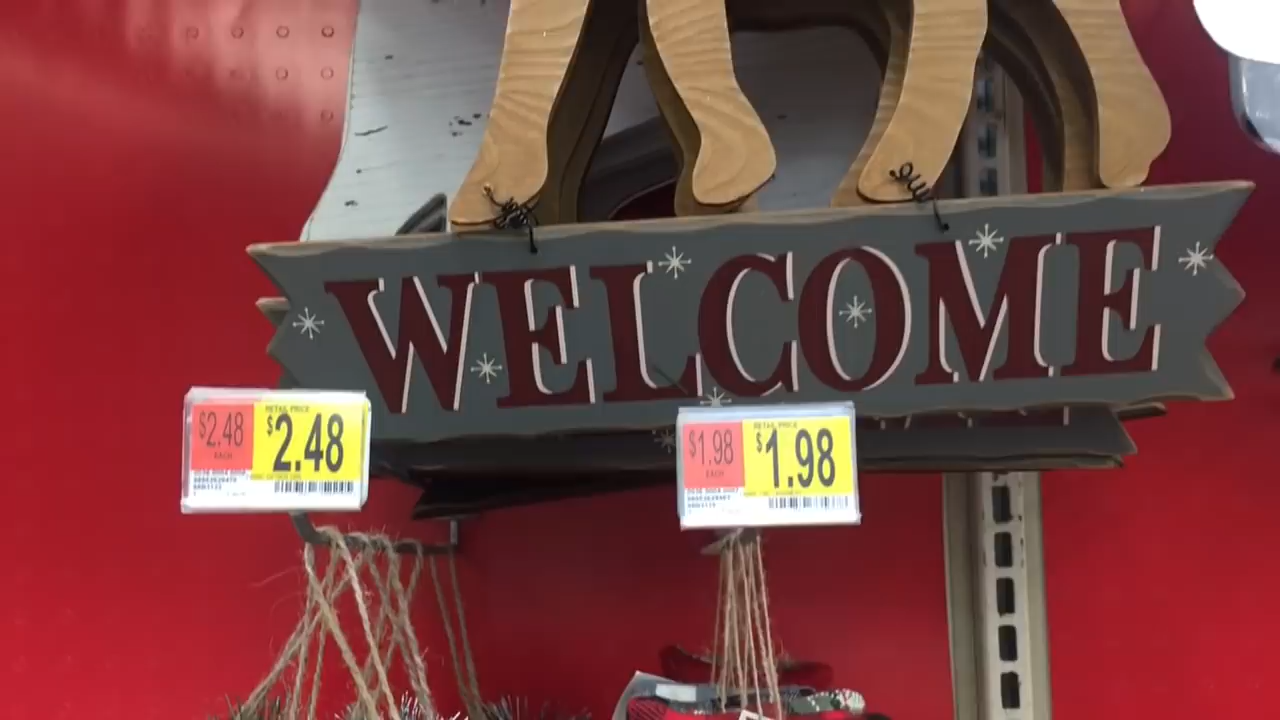 WELCOME
$2.48
EACH
RETAIL PRICE
$2.48
$1.98
EACH
RETAIL PRICE
$1.98